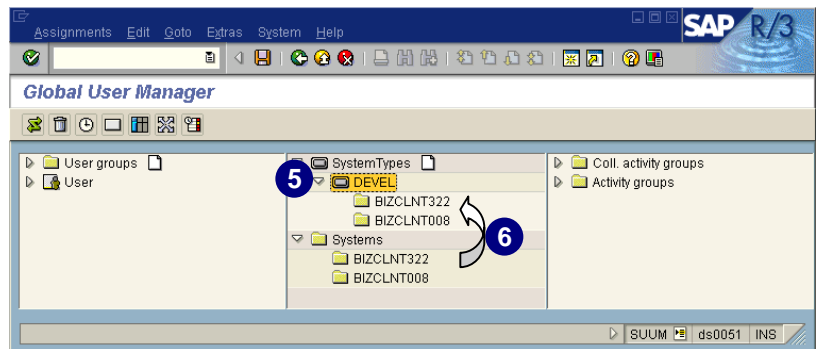 Assignments Edit Goto Extras System Help
SAP R/3
Global User Manager
User groups
User
SystemTypes
5 DEVEL
BIZCLNT322
BIZCLNT008
6
Systems
BIZCLNT322
BIZCLNT008
Coll. activity groups
Activity groups
SUUM ds0051 INS